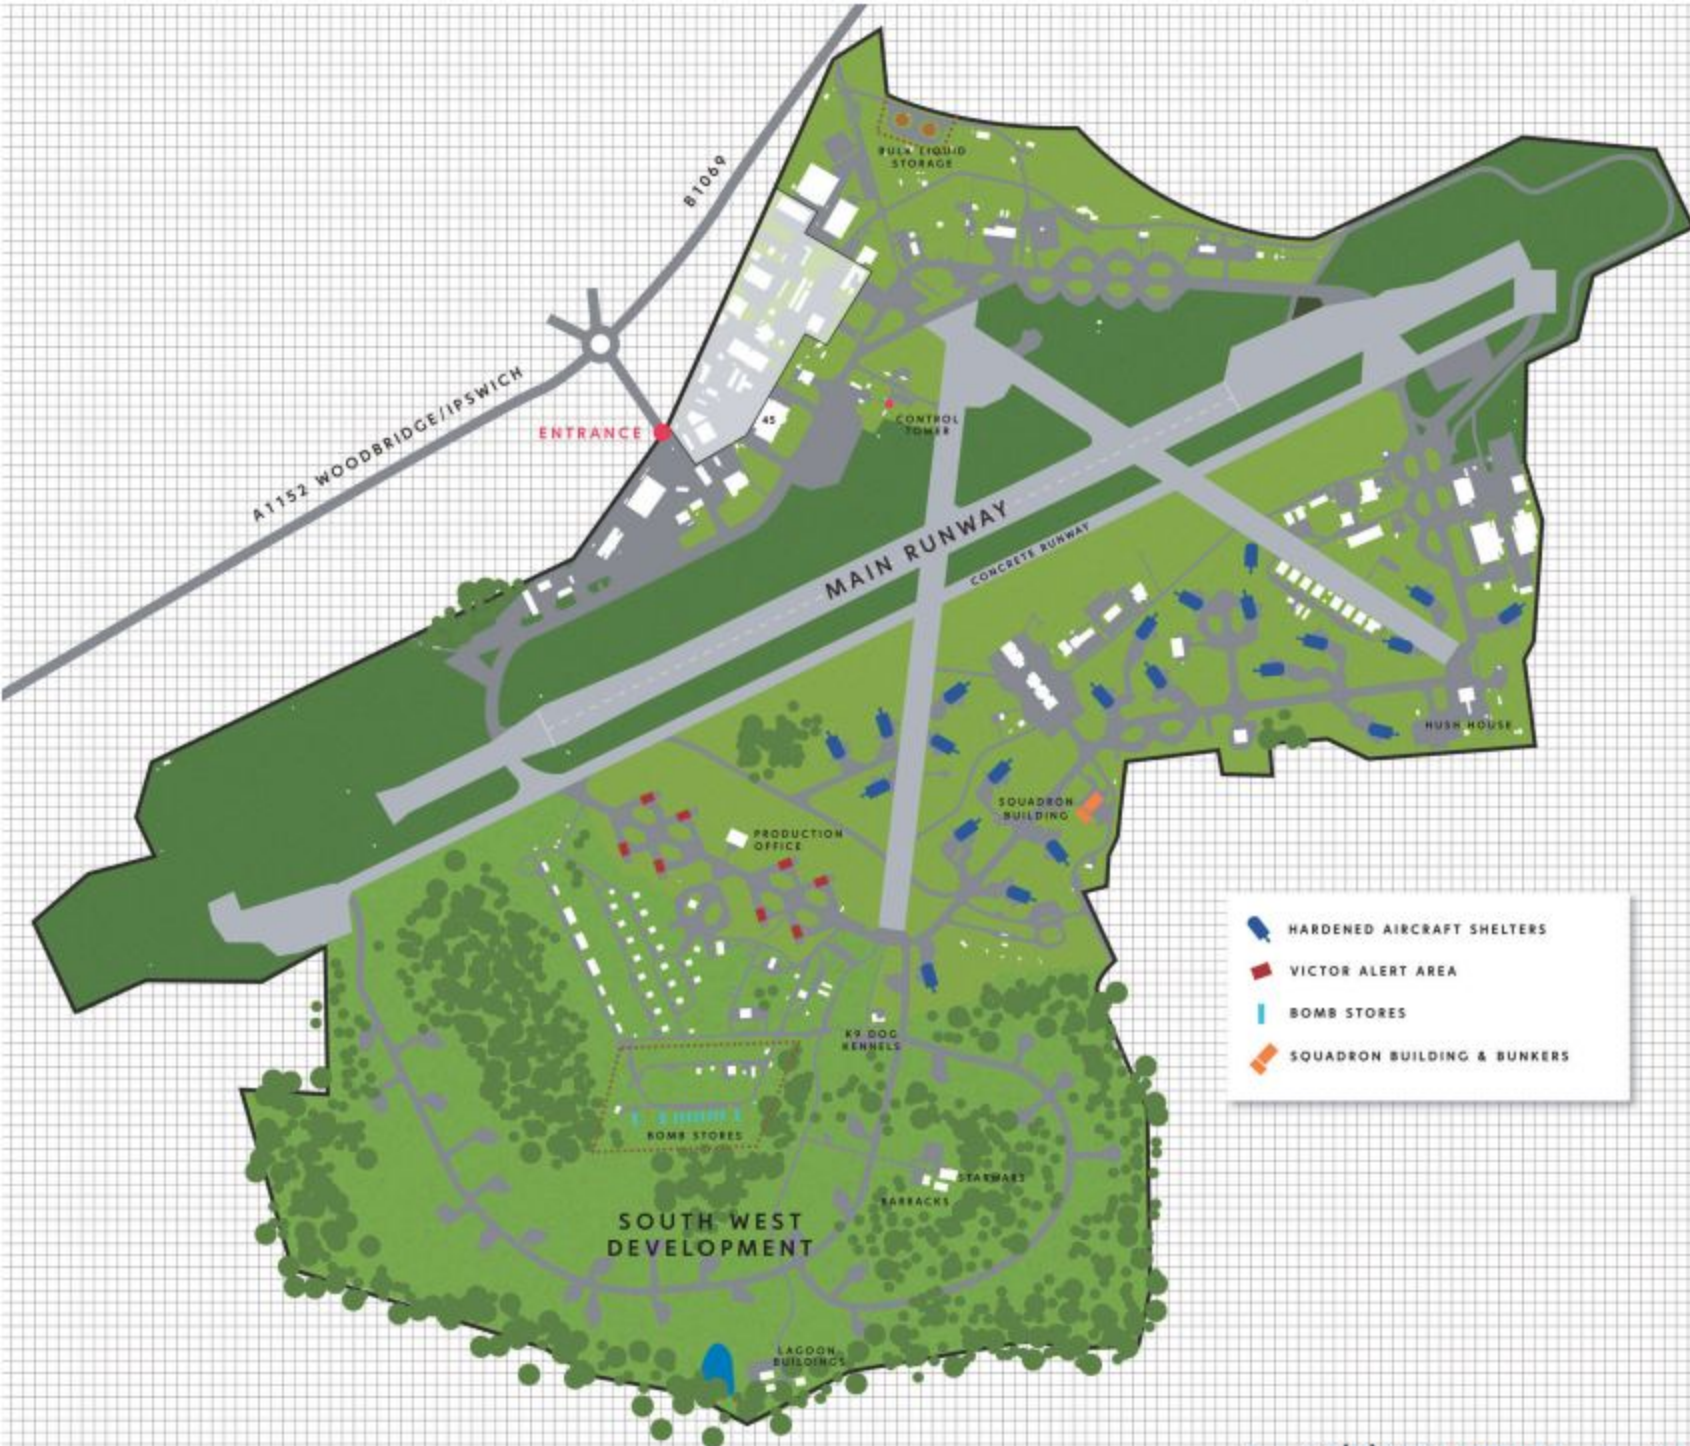 BULK LIQUID
STORAGE
B1069
A1152 WOODBRIDGE/IPSWICH
ENTRANCE
45
CONTROL
TOWER
MAIN RUNWAY
CONCRETE RUNWAY
HUSH HOUSE
SQUADRON
BUILDING
PRODUCTION
OFFICE
HARDENED AIRCRAFT SHELTERS
VICTOR ALERT AREA
BOMB STORES
SQUADRON BUILDING & BUNKERS
K9 DOG
KENNELS
BOMB STORES
STARWARS
BARRACKS
SOUTH WEST
DEVELOPMENT
LAGOON
BUILDINGS